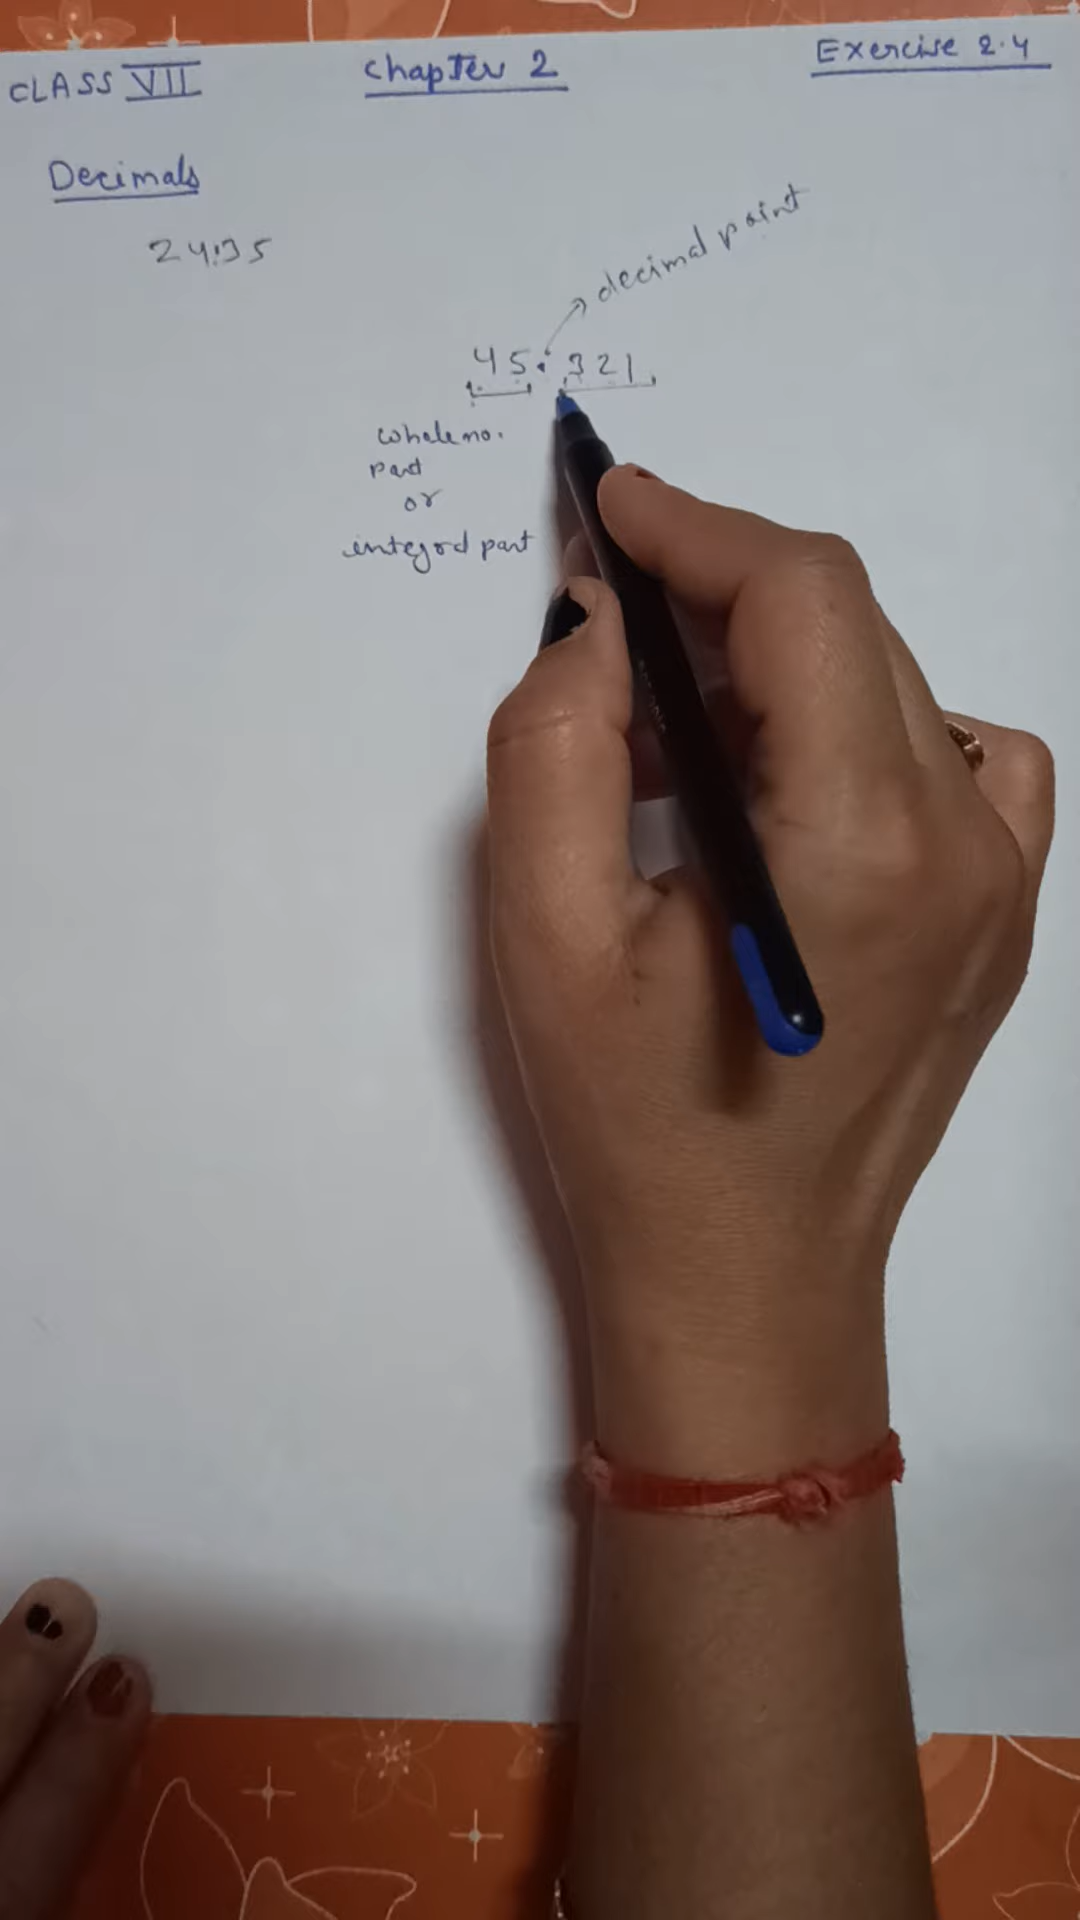 CLASS VII Chapter 2 Exercise 2.4
Decimals
24.35
decimal point
45.321
whole no.
part
or
integral part